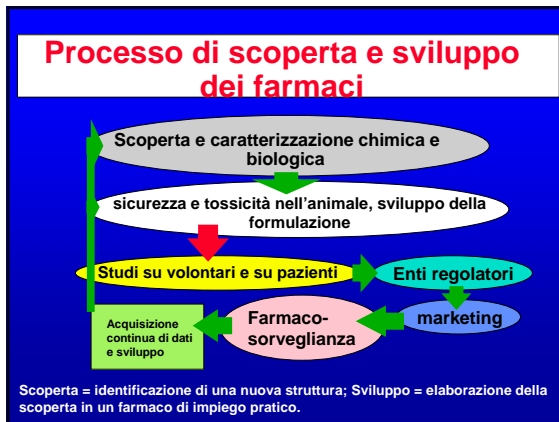 Processo di scoperta e sviluppo
dei farmaci
Scoperta e caratterizzazione chimica e
biologica
sicurezza e tossicità nell'animale, sviluppo della
formulazione
Studi su volontari e su pazienti
Enti regolatori
marketing
Farmaco-
sorveglianza
Acquisizione
continua di dati
e sviluppo
Scoperta = identificazione di una nuova struttura; Sviluppo = elaborazione della
scoperta in un farmaco di impiego pratico.